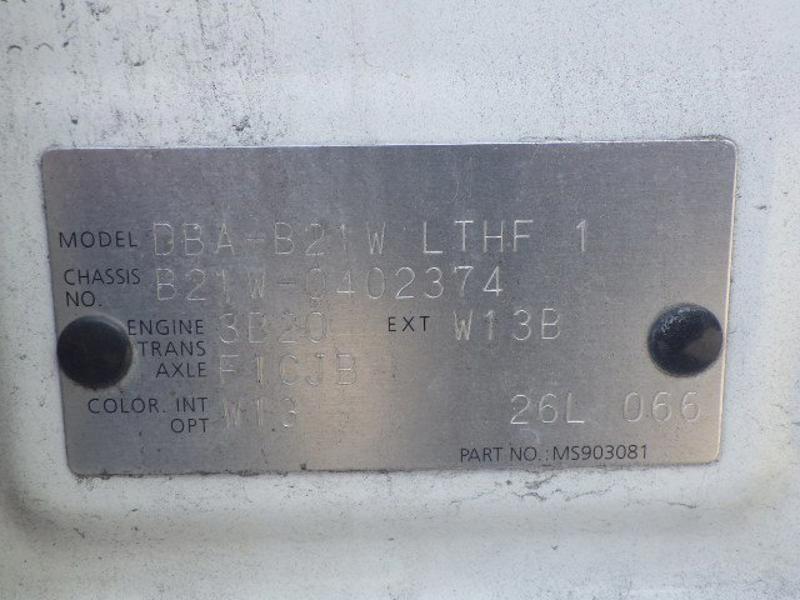 MODEL DBA-B21W LTHF 1
CHASSIS NO. B21W-0402374
ENGINE 3B20 EXT W13B
TRANS AXLE F1CJB
COLOR. INT OPT W13 26L 066
PART NO.: MS903081